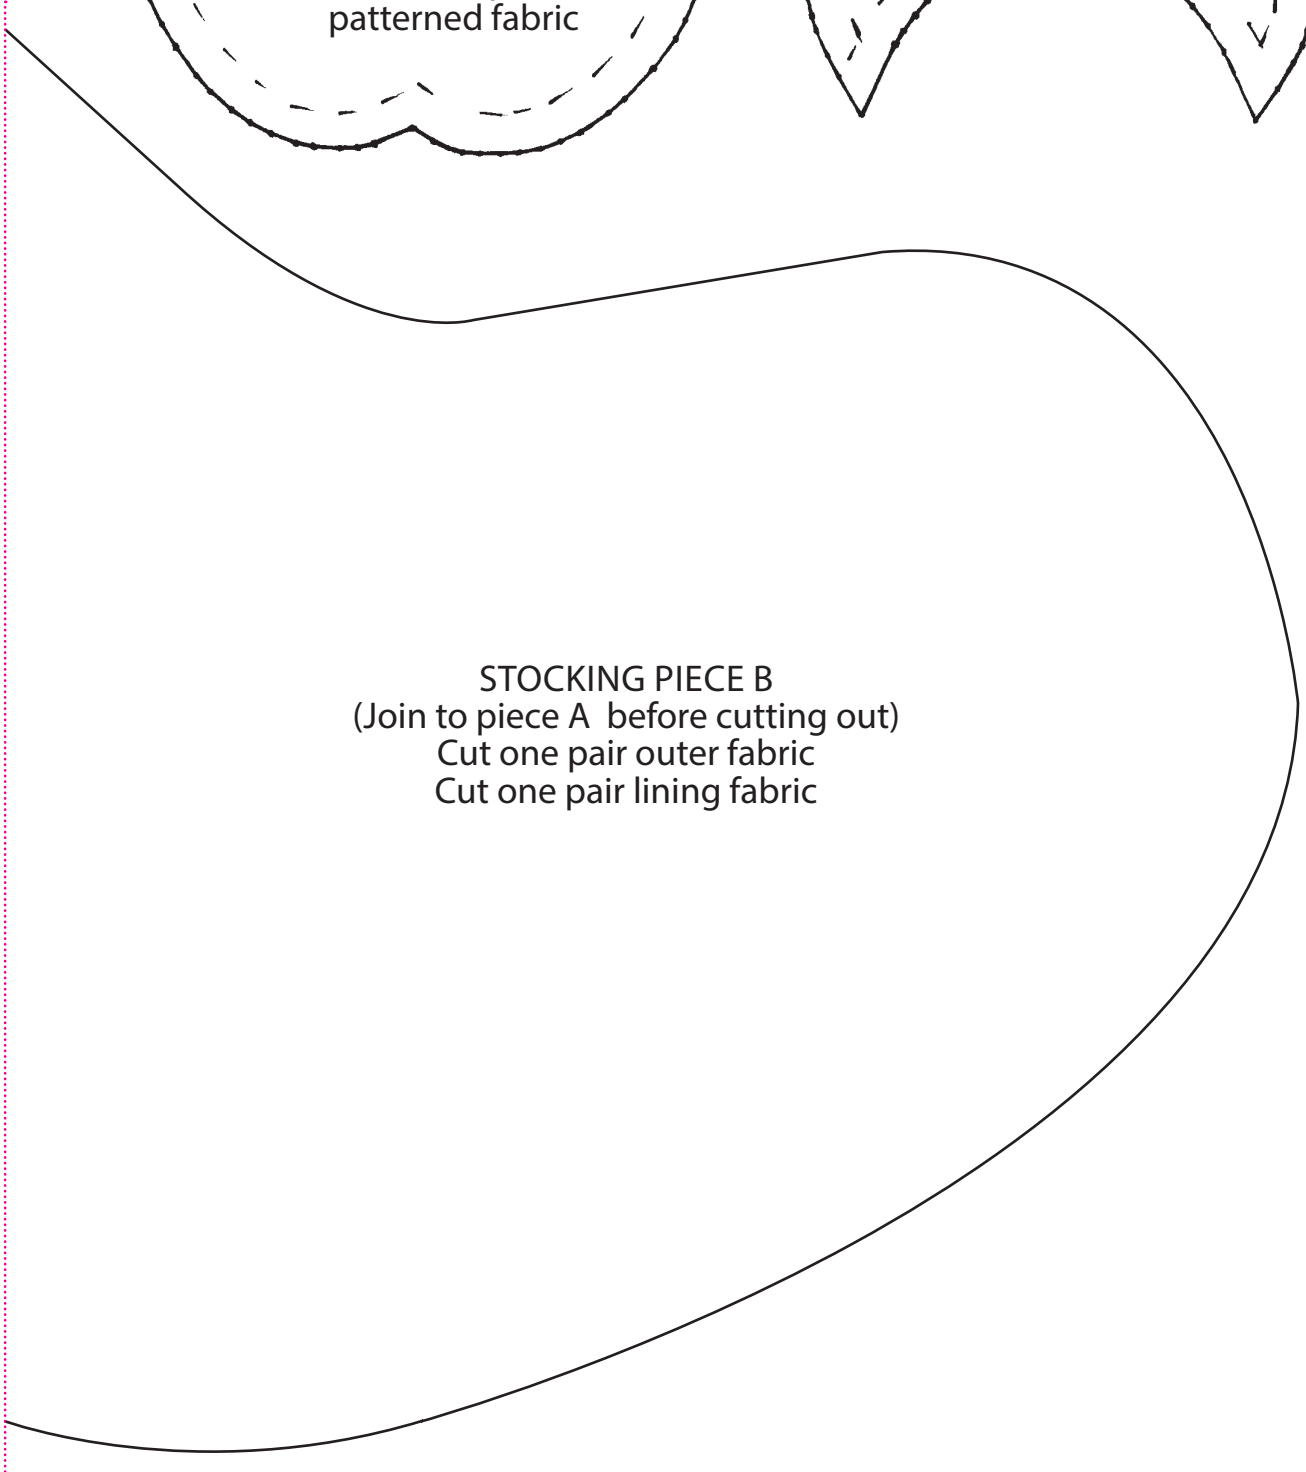 patterned fabric
STOCKING PIECE B
(Join to piece A  before cutting out)
Cut one pair outer fabric
Cut one pair lining fabric